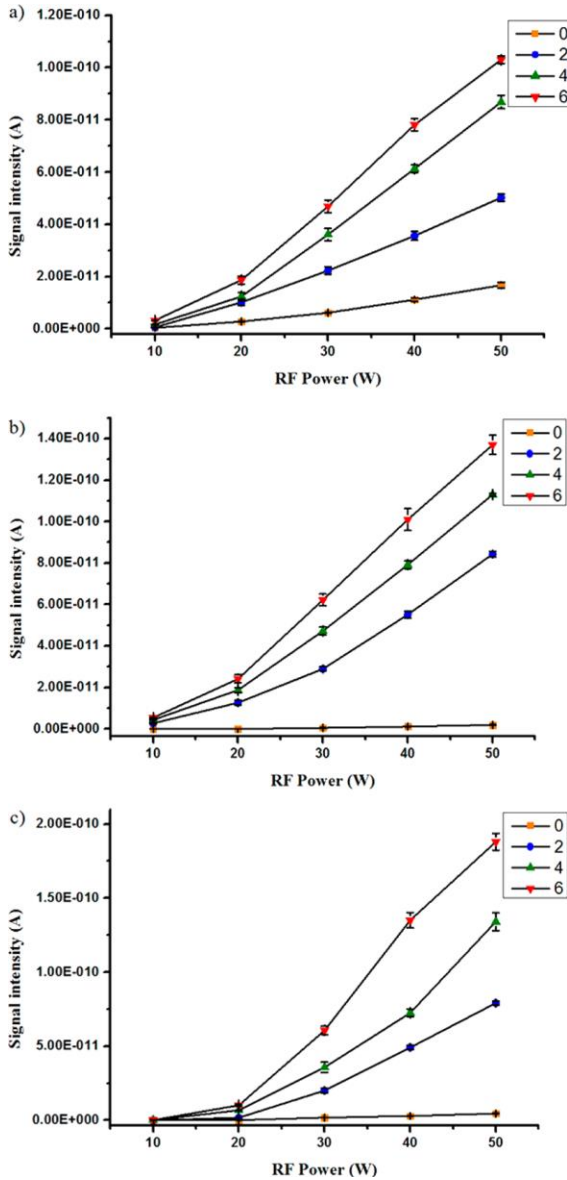 a)
1.20E-010
1.00E-010
8.00E-011
6.00E-011
4.00E-011
2.00E-011
0.00E+000
Signal intensity (A)
10 20 30 40 50
RF Power (W)
0
2
4
6
b)
1.40E-010
1.20E-010
1.00E-010
8.00E-011
6.00E-011
4.00E-011
2.00E-011
0.00E+000
Signal intensity (A)
10 20 30 40 50
RF Power (W)
0
2
4
6
c)
2.00E-010
1.50E-010
1.00E-010
5.00E-011
0.00E+000
Signal intensity (A)
10 20 30 40 50
RF Power (W)
0
2
4
6